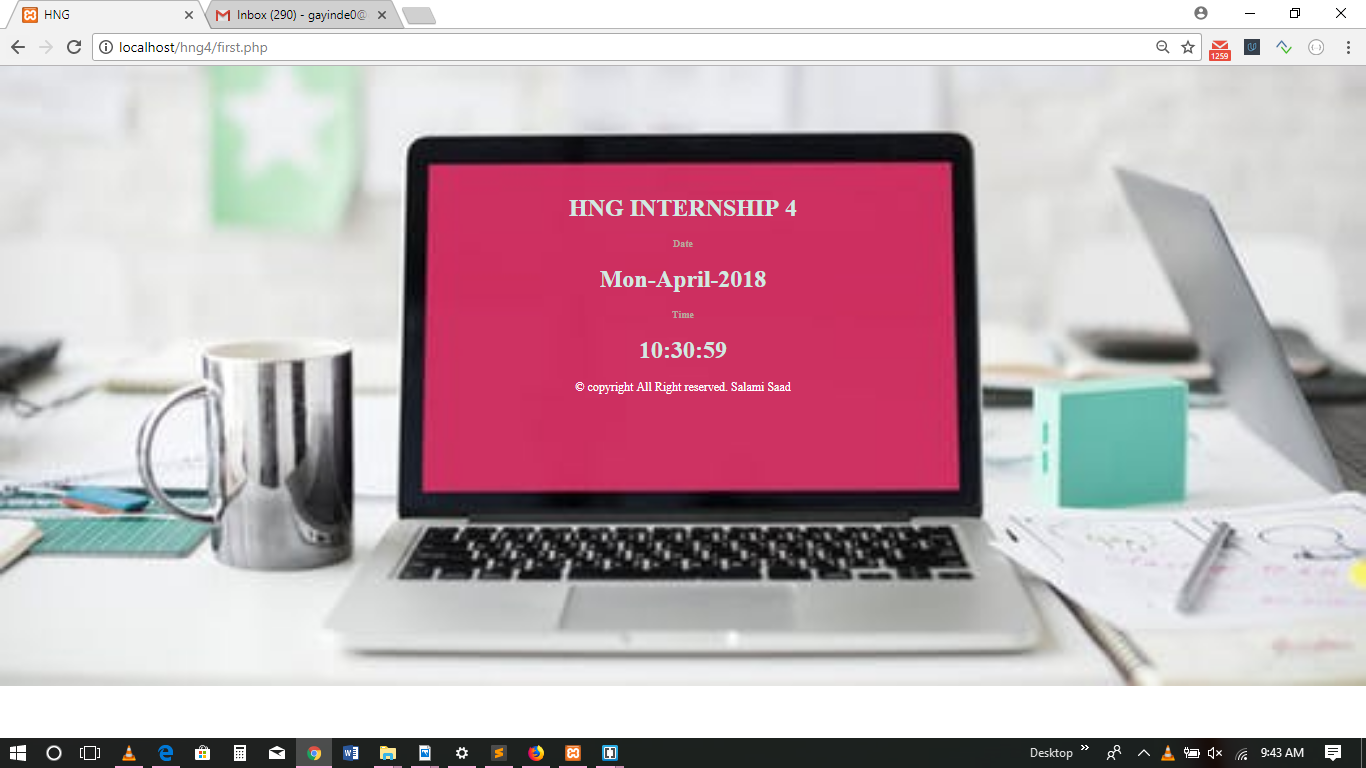 HNG
Inbox (290) - gayinde0@
localhost/hng4/first.php
1259
HNG INTERNSHIP 4
Date
Mon-April-2018
Time
10:30:59
© copyright All Right reserved. Salami Saad
Desktop
9:43 AM